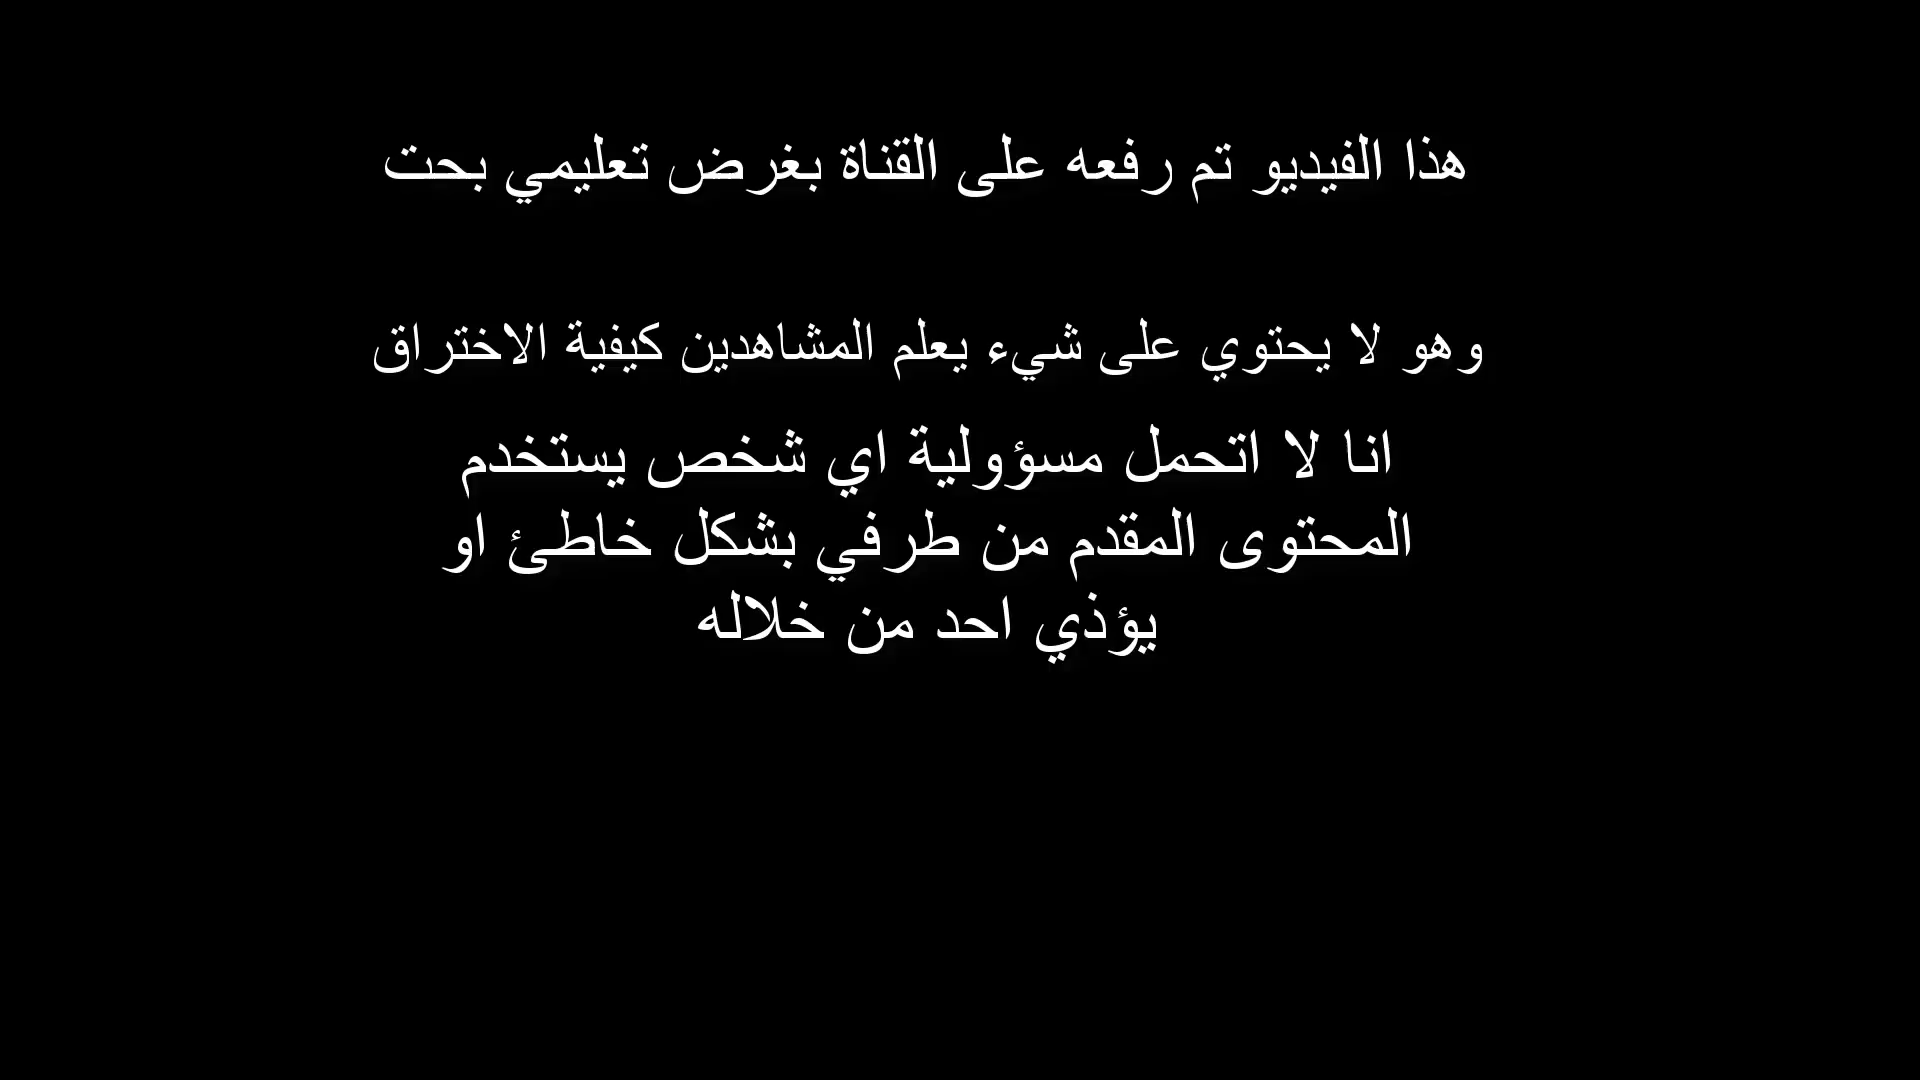 هذا الفيديو تم رفعه على القناة بغرض تعليمي بحت
وهو لا يحتوي على شيء يعلم المشاهدين كيفية الاختراق
انا لا اتحمل مسؤولية اي شخص يستخدم
المحتوى المقدم من طرفي بشكل خاطئ او
يؤذي احد من خلاله